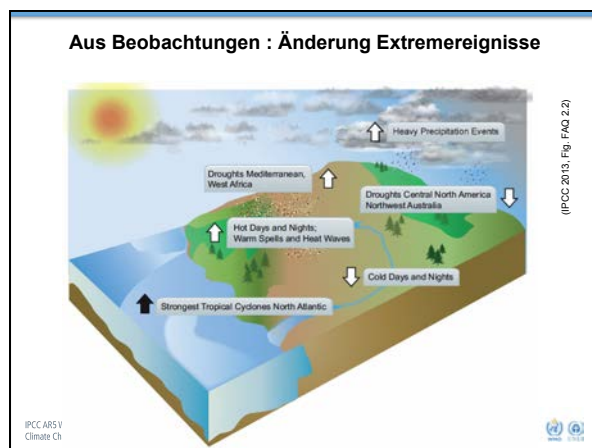 Aus Beobachtungen : Änderung Extremereignisse
Heavy Precipitation Events
(IPCC 2013, Fig. FAQ 2.2)
Droughts Mediterranean,
West Africa
Droughts Central North America
Northwest Australia
Hot Days and Nights;
Warm Spells and Heat Waves
Cold Days and Nights
Strongest Tropical Cyclones North Atlantic
IPCC AR5 W
Climate Ch